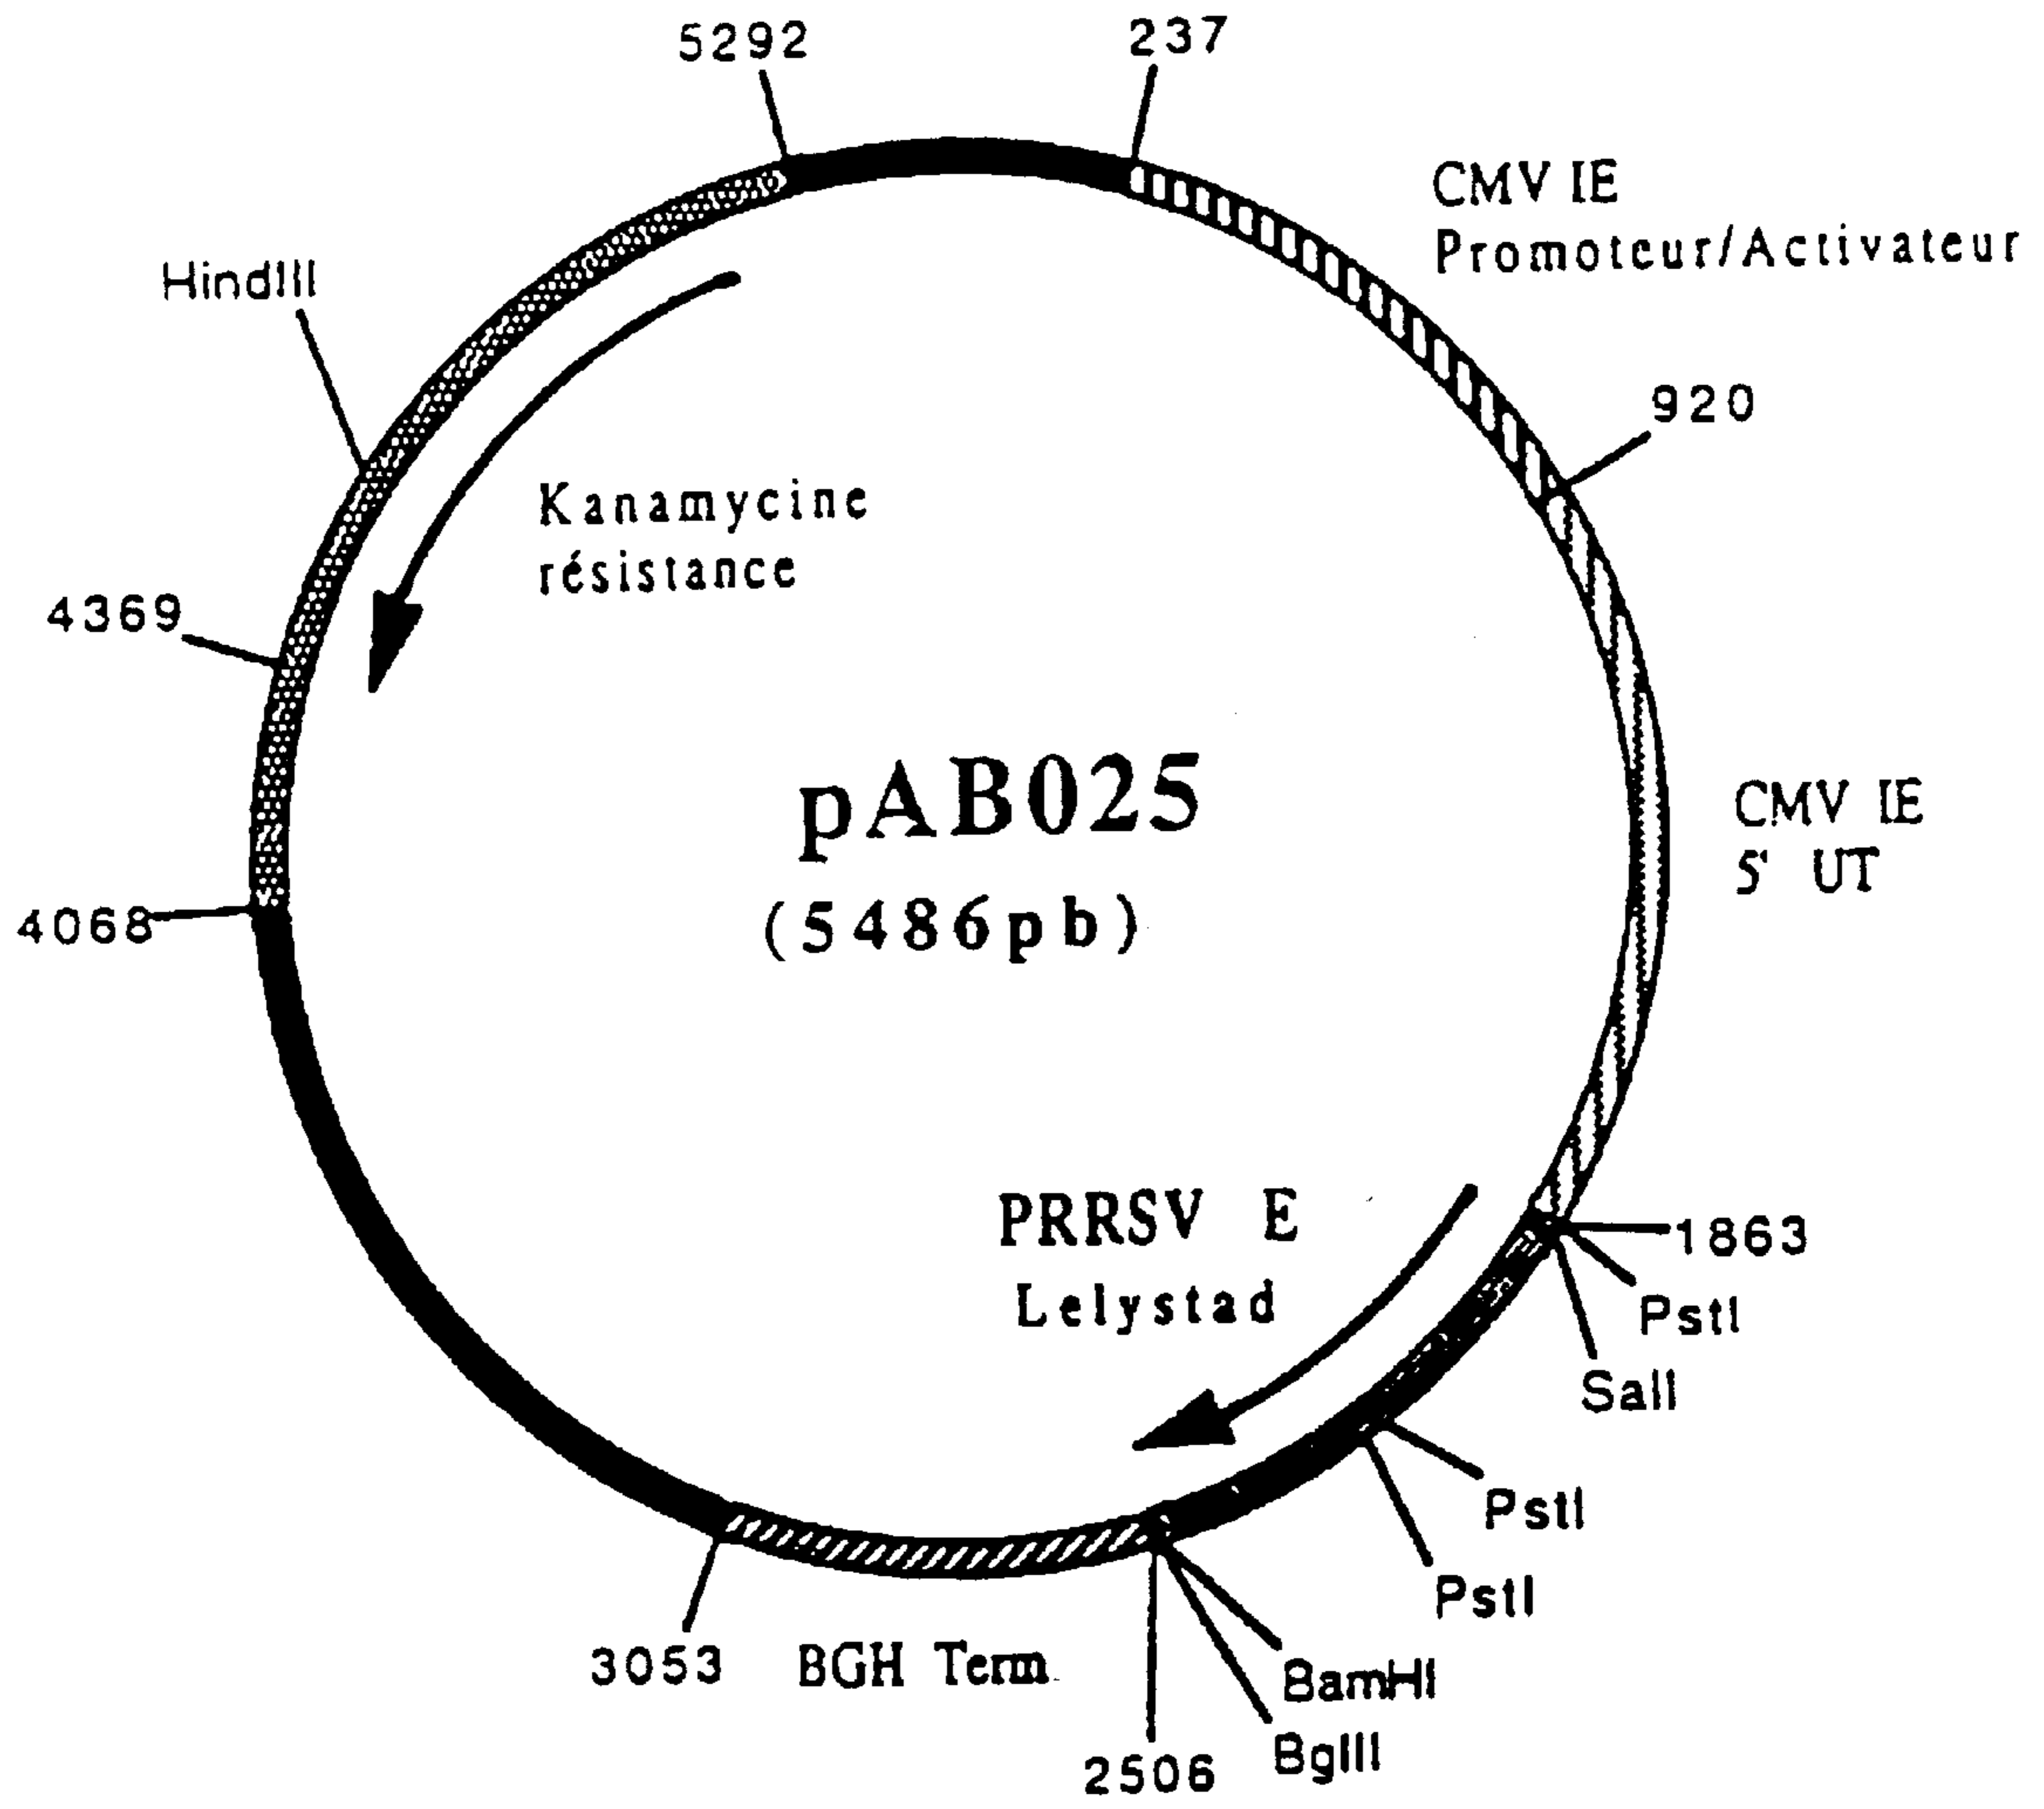 5292
237
CMV IE
Promoteur/Activateur
HindIII
920
Kanamycine
résistance
4369
pAB025
(5486pb)
CMV IE
5' UT
4068
PRRSV E
Lelystad
1863
PstI
SalI
PstI
PstI
3053
BGH Term
BamHI
BglII
2506